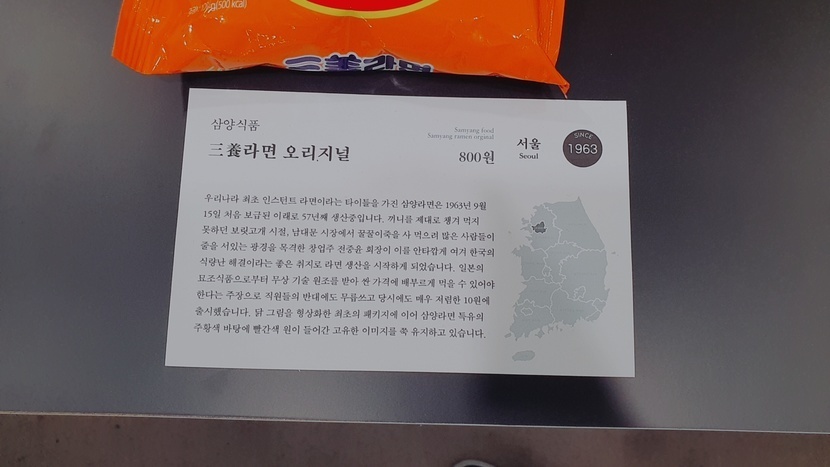 (500 kcal)
三養라면
삼양식품
Samyang food
Samyang ramen orginal
三養라면 오리지널
800원
서울
Seoul
SINCE
1963
우리나라 최초 인스턴트 라면이라는 타이틀을 가진 삼양라면은 1963년 9월
15일 처음 보급된 이래로 57년째 생산중입니다. 끼니를 제대로 챙겨 먹지
못하던 보릿고개 시절, 남대문 시장에서 꿀꿀이죽을 사 먹으려 많은 사람들이
줄을 서있는 광경을 목격한 창업주 전중윤 회장이 이를 안타깝게 여겨 한국의
식량난 해결이라는 좋은 취지로 라면 생산을 시작하게 되었습니다. 일본의
묘조식품으로부터 무상 기술 원조를 받아 싼 가격에 배부르게 먹을 수 있어야
한다는 주장으로 직원들의 반대에도 무릅쓰고 당시에도 매우 저렴한 10원에
출시했습니다. 닭 그림을 형상화한 최초의 패키지에 이어 삼양라면 특유의
주황색 바탕에 빨간색 원이 들어간 고유한 이미지를 쭉 유지하고 있습니다.